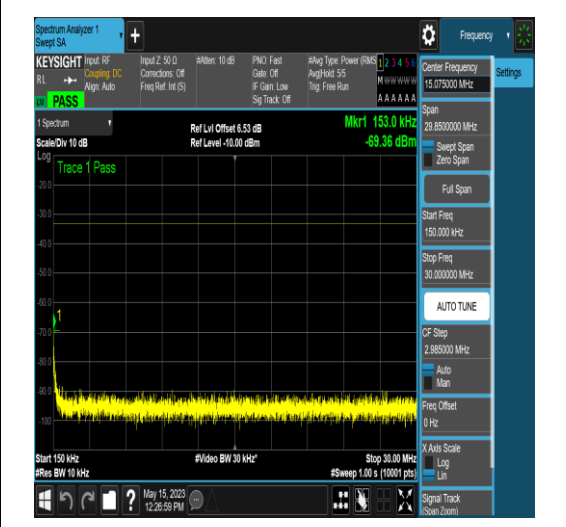 Spectrum Analyzer 1
Swept SA
Frequency
KEYSIGHT
Input: RF
Input Z: 50 Ω
#Atten: 10 dB
PNO: Fast
#Avg Type: Power (RMS
1 2 3 4 5 6
RL
Coupling: DC
Corrections: Off
Gate: Off
Avg|Hold: 5/5
M W W W W W
Align: Auto
Freq Ref: Int (S)
IF Gain: Low
Trig: Free Run
Sig Track: Off
A A A A A A
PASS
Center Frequency
15.075000 MHz
Settings
1 Spectrum
Ref Lvl Offset 6.53 dB
Mkr1 153.0 kHz
Scale/Div 10 dB
Ref Level -10.00 dBm
-69.36 dBm
Log
Trace 1 Pass
-20.0
-30.0
-40.0
-50.0
-60.0
1
-70.0
-80.0
-90.0
-100
Span
29.8500000 MHz
Swept Span
Zero Span
Full Span
Start Freq
150.000 kHz
Stop Freq
30.000000 MHz
AUTO TUNE
CF Step
2.985000 MHz
Auto
Man
Freq Offset
0 Hz
X Axis Scale
Log
Lin
Signal Track
(Span Zoom)
Start 150 kHz
#Video BW 30 kHz*
Stop 30.00 MHz
#Res BW 10 kHz
#Sweep 1.00 s (10001 pts)
?
May 15, 2023
12:26:59 PM